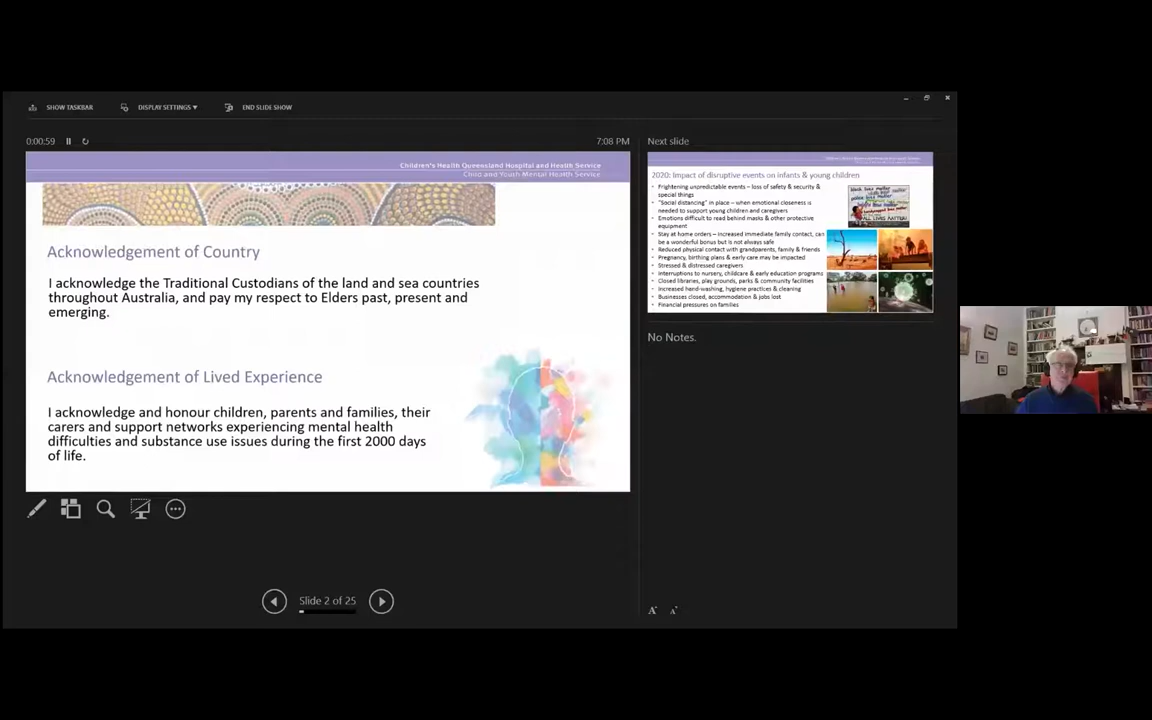 SHOW TASKBAR
DISPLAY SETTINGS
END SLIDE SHOW
0:00:59
7:08 PM
Children's Health Queensland Hospital and Health Service
Child and Youth Mental Health Service
Acknowledgement of Country
I acknowledge the Traditional Custodians of the land and sea countries
throughout Australia, and pay my respect to Elders past, present and
emerging.
Acknowledgement of Lived Experience
I acknowledge and honour children, parents and families, their
carers and support networks experiencing mental health
difficulties and substance use issues during the first 2000 days
of life.
Slide 2 of 25
Next slide
2020: Impact of disruptive events on infants & young children
Frightening unpredictable events – loss of safety & security &
special things
"Social distancing" in place – when emotional closeness is
needed to support young children and caregivers
Emotions difficult to read behind masks & other protective
equipment
Stay at home orders – increased immediate family contact, can
be a wonderful bonus but is not always safe
Reduced physical contact with grandparents, family & friends
Pregnancy, birthing plans & early care may be impacted
Stressed & distressed caregivers
Interruptions to nursery, childcare & early education programs
Closed libraries, play grounds, parks & community facilities
Increased hand-washing, hygiene practices & cleaning
Businesses closed, accommodation & jobs lost
Financial pressures on families
ALL LIVES MATTER!
No Notes.
A
A